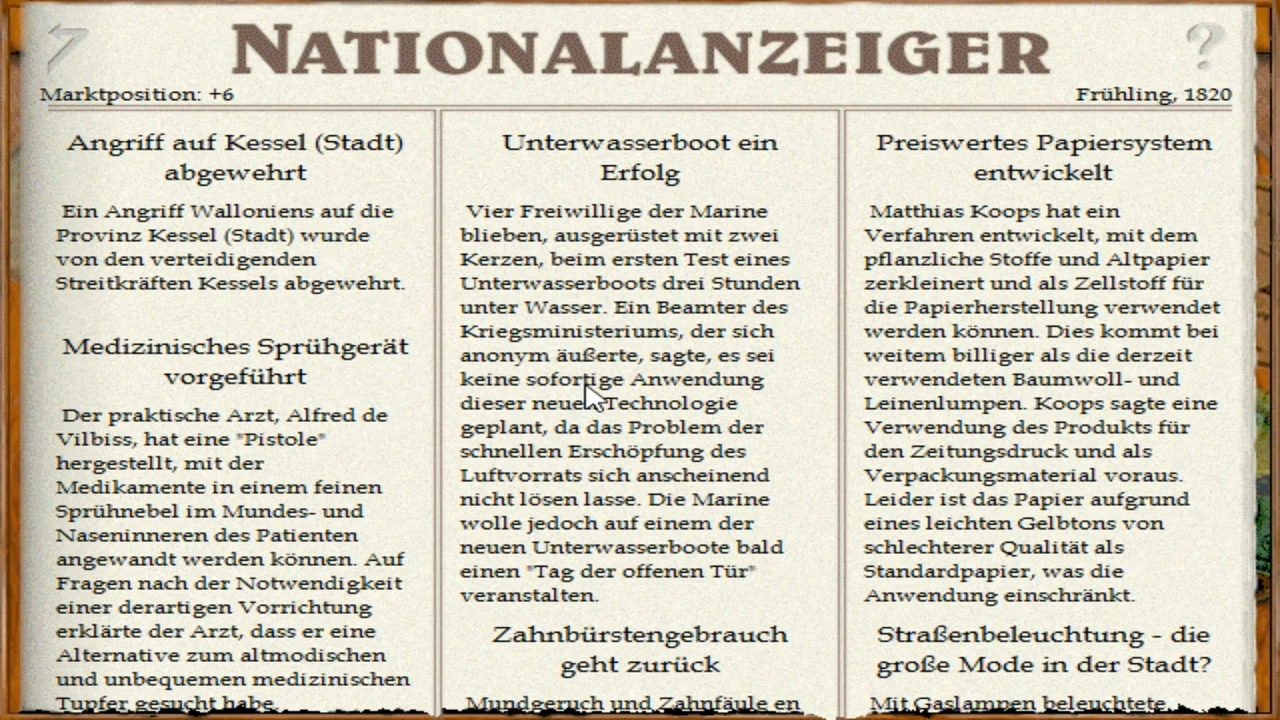 NATIONALANZEIGER
Marktposition: +6
Frühling, 1820
Angriff auf Kessel (Stadt)
abgewehrt
Ein Angriff Walloniens auf die
Provinz Kessel (Stadt) wurde
von den verteidigenden
Streitkräften Kessels abgewehrt.
Medizinisches Sprühgerät
vorgeführt
Der praktische Arzt, Alfred de
Vilbiss, hat eine "Pistole"
hergestellt, mit der
Medikamente in einem feinen
Sprühnebel im Mundes- und
Naseninneren des Patienten
angewandt werden können. Auf
Fragen nach der Notwendigkeit
einer derartigen Vorrichtung
erklärte der Arzt, dass er eine
Alternative zum altmodischen
und unbequemen medizinischen
Tupfer gesucht habe.
Unterwasserboot ein
Erfolg
Vier Freiwillige der Marine
blieben, ausgerüstet mit zwei
Kerzen, beim ersten Test eines
Unterwasserboots drei Stunden
unter Wasser. Ein Beamter des
Kriegsministeriums, der sich
anonym äußerte, sagte, es sei
keine sofortige Anwendung
dieser neuen Technologie
geplant, da das Problem der
schnellen Erschöpfung des
Luftvorrats sich anscheinend
nicht lösen lasse. Die Marine
wolle jedoch auf einem der
neuen Unterwasserboote bald
einen "Tag der offenen Tür"
veranstalten.
Zahnbürstengebrauch
geht zurück
Mundgeruch und Zahnfäule en
Preiswertes Papiersystem
entwickelt
Matthias Koops hat ein
Verfahren entwickelt, mit dem
pflanzliche Stoffe und Altpapier
zerkleinert und als Zellstoff für
die Papierherstellung verwendet
werden können. Dies kommt bei
weitem billiger als die derzeit
verwendeten Baumwoll- und
Leinenlumpen. Koops sagte eine
Verwendung des Produkts für
den Zeitungsdruck und als
Verpackungsmaterial voraus.
Leider ist das Papier aufgrund
eines leichten Gelbtons von
schlechterer Qualität als
Standardpapier, was die
Anwendung einschränkt.
Straßenbeleuchtung - die
große Mode in der Stadt?
Mit Gaslampen beleuchtete